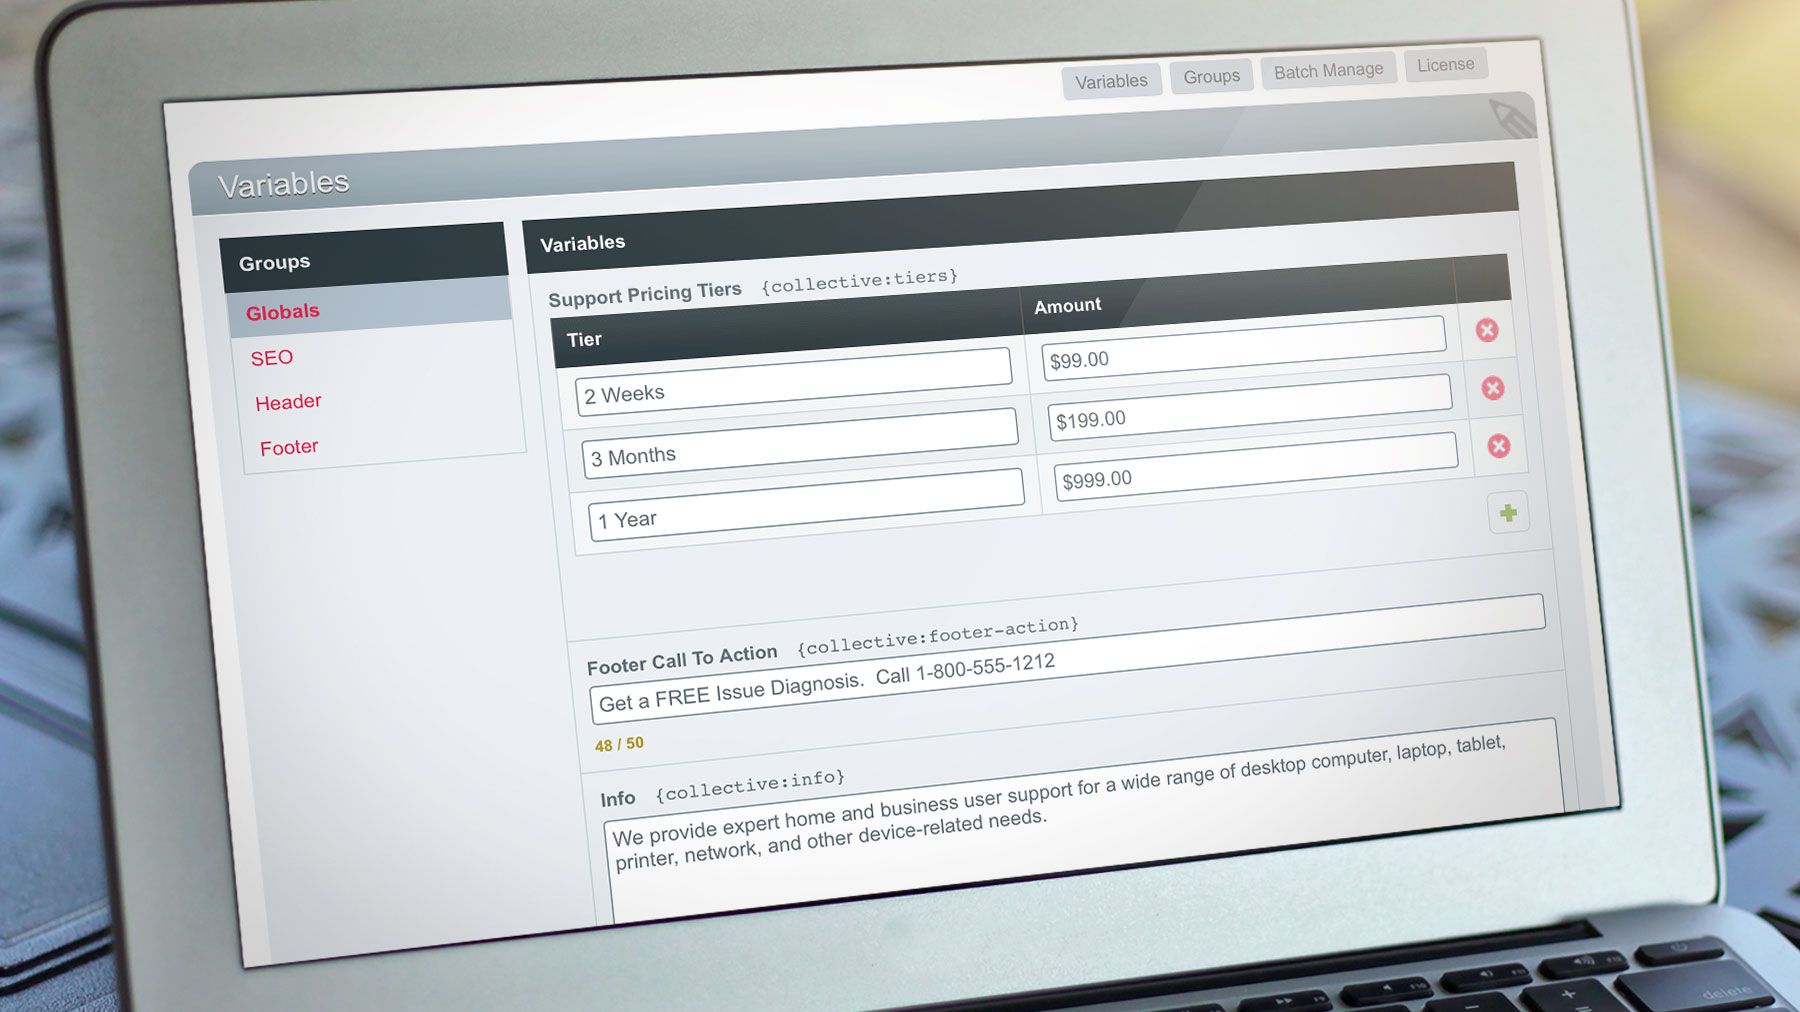 Variables Groups Batch Manage License
Variables
Groups
Globals
SEO
Header
Footer
Variables
Support Pricing Tiers {collective:tiers}
Tier Amount
2 Weeks $99.00
3 Months $199.00
1 Year $999.00
Footer Call To Action {collective:footer-action}
Get a FREE Issue Diagnosis. Call 1-800-555-1212
48 / 50
Info {collective:info}
We provide expert home and business user support for a wide range of desktop computer, laptop, tablet,
printer, network, and other device-related needs.
delete